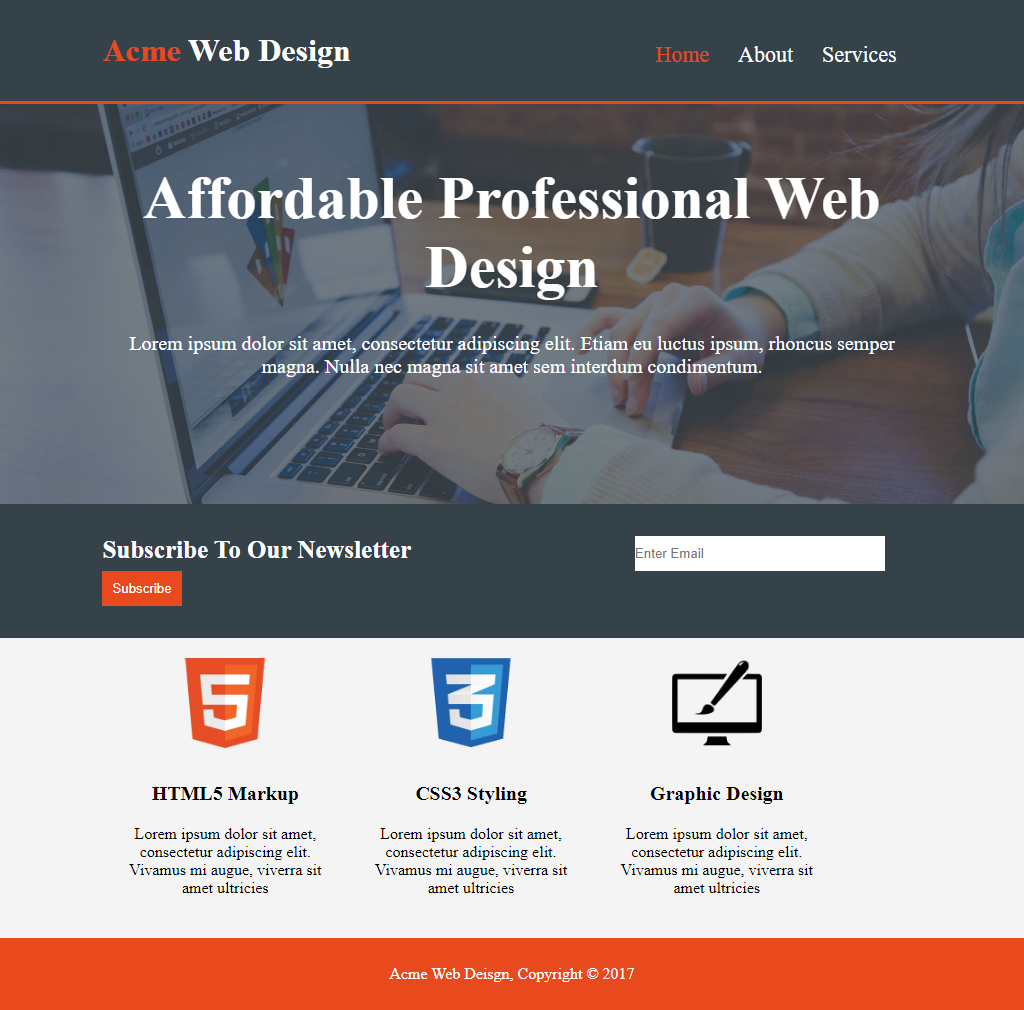 Acme Web Design
Home About Services
Affordable Professional Web
Design
Lorem ipsum dolor sit amet, consectetur adipiscing elit. Etiam eu luctus ipsum, rhoncus semper
magna. Nulla nec magna sit amet sem interdum condimentum.
Subscribe To Our Newsletter
Enter Email
Subscribe
5
3
HTML5 Markup
Lorem ipsum dolor sit amet,
consectetur adipiscing elit.
Vivamus mi augue, viverra sit
amet ultricies
CSS3 Styling
Lorem ipsum dolor sit amet,
consectetur adipiscing elit.
Vivamus mi augue, viverra sit
amet ultricies
Graphic Design
Lorem ipsum dolor sit amet,
consectetur adipiscing elit.
Vivamus mi augue, viverra sit
amet ultricies
Acme Web Deisgn, Copyright © 2017